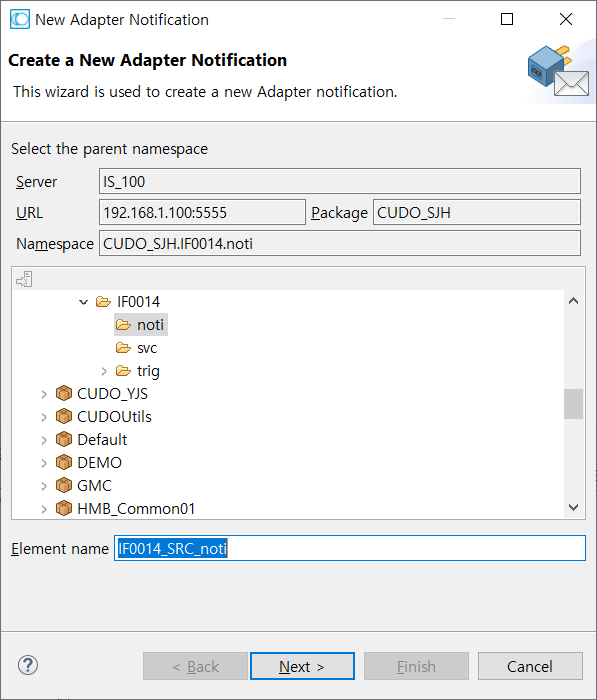 New Adapter Notification
Create a New Adapter Notification
This wizard is used to create a new Adapter notification.
Select the parent namespace
Server IS_100
URL 192.168.1.100:5555 Package CUDO_SJH
Namespace CUDO_SJH.IF0014.noti
IF0014
noti
svc
trig
CUDO_YJS
CUDOUtils
Default
DEMO
GMC
HMB_Common01
Element name IF0014_SRC_noti
? < Back Next > Finish Cancel